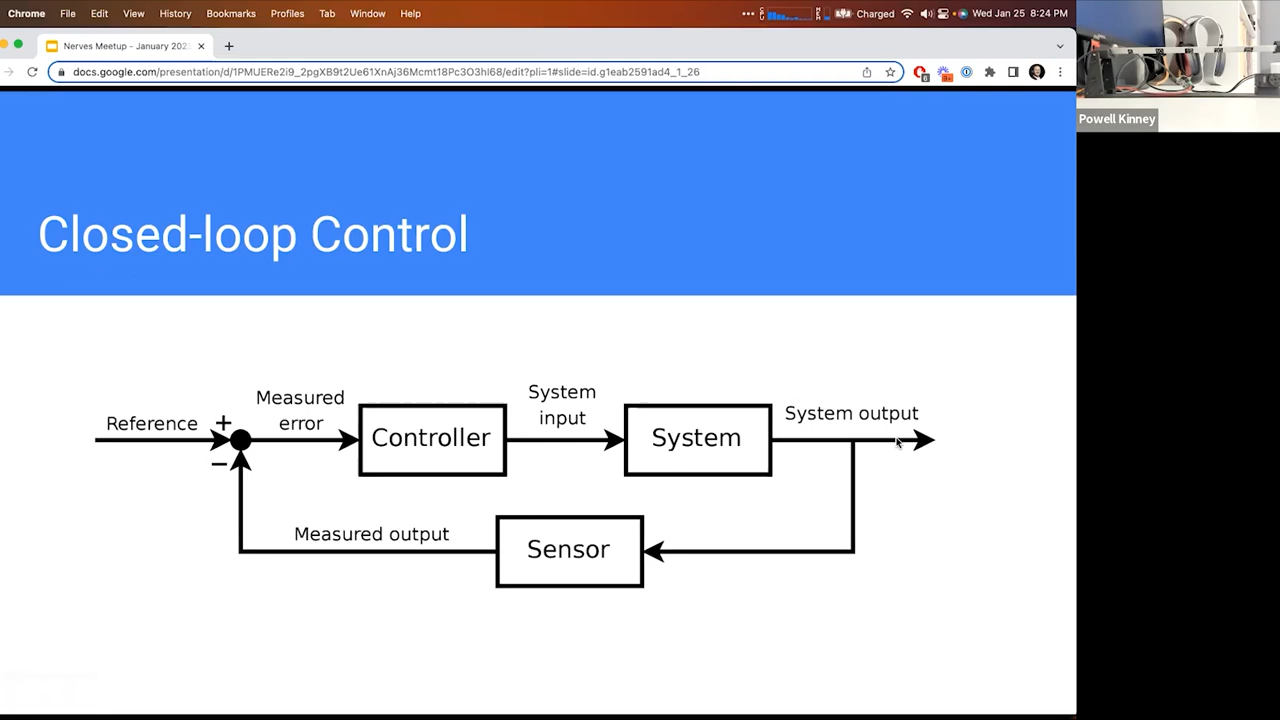 Chrome File Edit View History Bookmarks Profiles Tab Window Help ••• Charged Wed Jan 25 8:24 PM
Nerves Meetup - January 202
docs.google.com/presentation/d/1PMUERe2i9_2pgXB9t2Ue61XnAj36Mcmt18Pc3O3hl68/edit?pli=1#slide=id.g1eab2591ad4_1_26
Powell Kinney
Closed-loop Control
Reference
+
−
Measured
error
Controller
System
input
System
System output
Measured output
Sensor